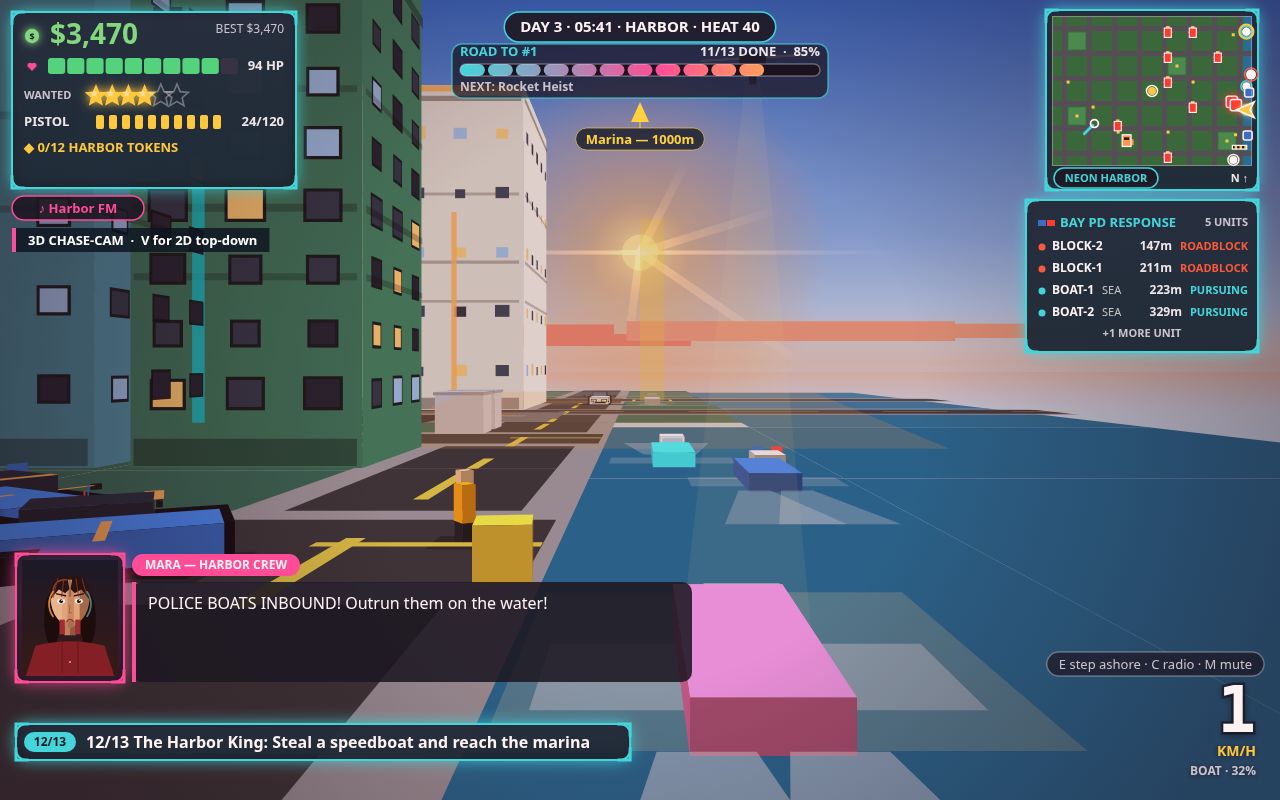 $ $3,470 BEST $3,470
94 HP
WANTED
PISTOL 24/120
◆ 0/12 HARBOR TOKENS
♪ Harbor FM
3D CHASE-CAM · V for 2D top-down
DAY 3 · 05:41 · HARBOR · HEAT 40
ROAD TO #1 11/13 DONE · 85%
NEXT: Rocket Heist
Marina — 1000m
NEON HARBOR N ↑
BAY PD RESPONSE 5 UNITS
BLOCK-2 147m ROADBLOCK
BLOCK-1 211m ROADBLOCK
BOAT-1 SEA 223m PURSUING
BOAT-2 SEA 329m PURSUING
+1 MORE UNIT
MARA — HARBOR CREW
POLICE BOATS INBOUND! Outrun them on the water!
12/13 12/13 The Harbor King: Steal a speedboat and reach the marina
E step ashore · C radio · M mute
1
KM/H
BOAT · 32%